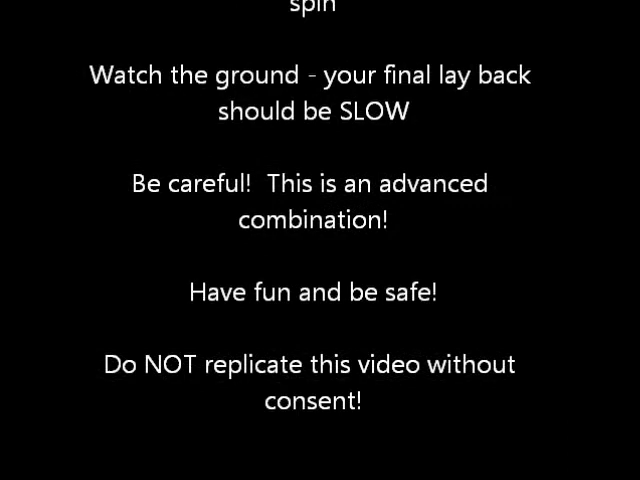 spin
Watch the ground - your final lay back
should be SLOW
Be careful!  This is an advanced
combination!
Have fun and be safe!
Do NOT replicate this video without
consent!